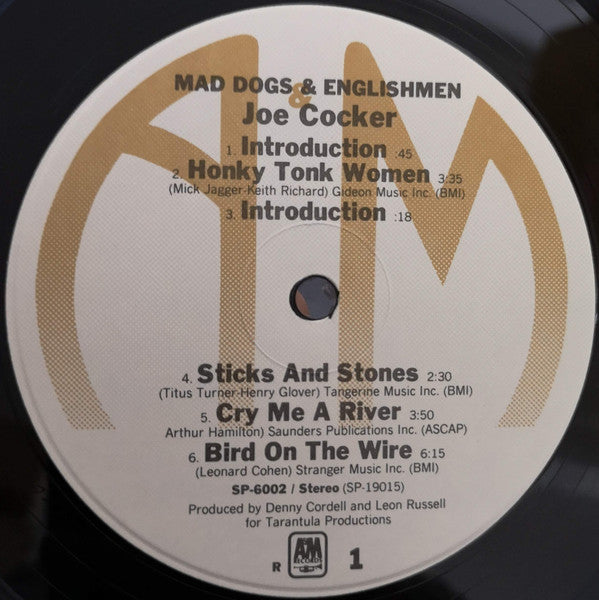 MAD DOGS & ENGLISHMEN
Joe Cocker
1. Introduction :45
2. Honky Tonk Women 3:35
(Mick Jagger-Keith Richard) Gideon Music Inc. (BMI)
3. Introduction :18
4. Sticks And Stones 2:30
(Titus Turner-Henry Glover) Tangerine Music Inc. (BMI)
5. Cry Me A River 3:50
Arthur Hamilton) Saunders Publications Inc. (ASCAP)
6. Bird On The Wire 6:15
(Leonard Cohen) Stranger Music Inc. (BMI)
SP-6002 / Stereo (SP-19015)
Produced by Denny Cordell and Leon Russell
for Tarantula Productions
R A&M RECORDS 1
A&M